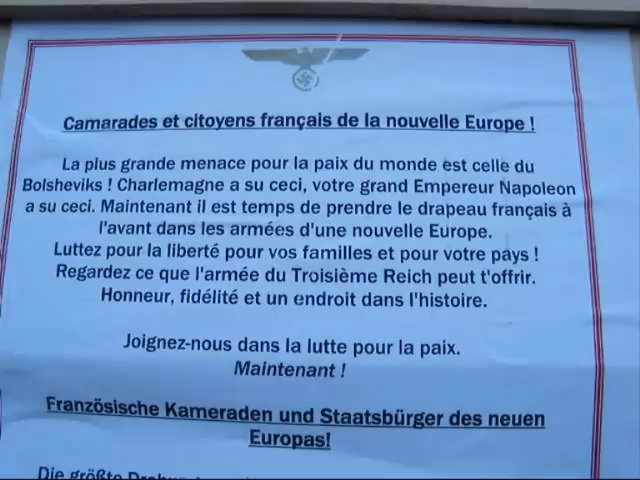 Camarades et citoyens français de la nouvelle Europe !
La plus grande menace pour la paix du monde est celle du
Bolsheviks ! Charlemagne a su ceci, votre grand Empereur Napoleon
a su ceci. Maintenant il est temps de prendre le drapeau français à
l'avant dans les armées d'une nouvelle Europe.
Luttez pour la liberté pour vos familles et pour votre pays !
Regardez ce que l'armée du Troisième Reich peut t'offrir.
Honneur, fidélité et un endroit dans l'histoire.
Joignez-nous dans la lutte pour la paix.
Maintenant !
Französische Kameraden und Staatsbürger des neuen
Europas!
Die größte